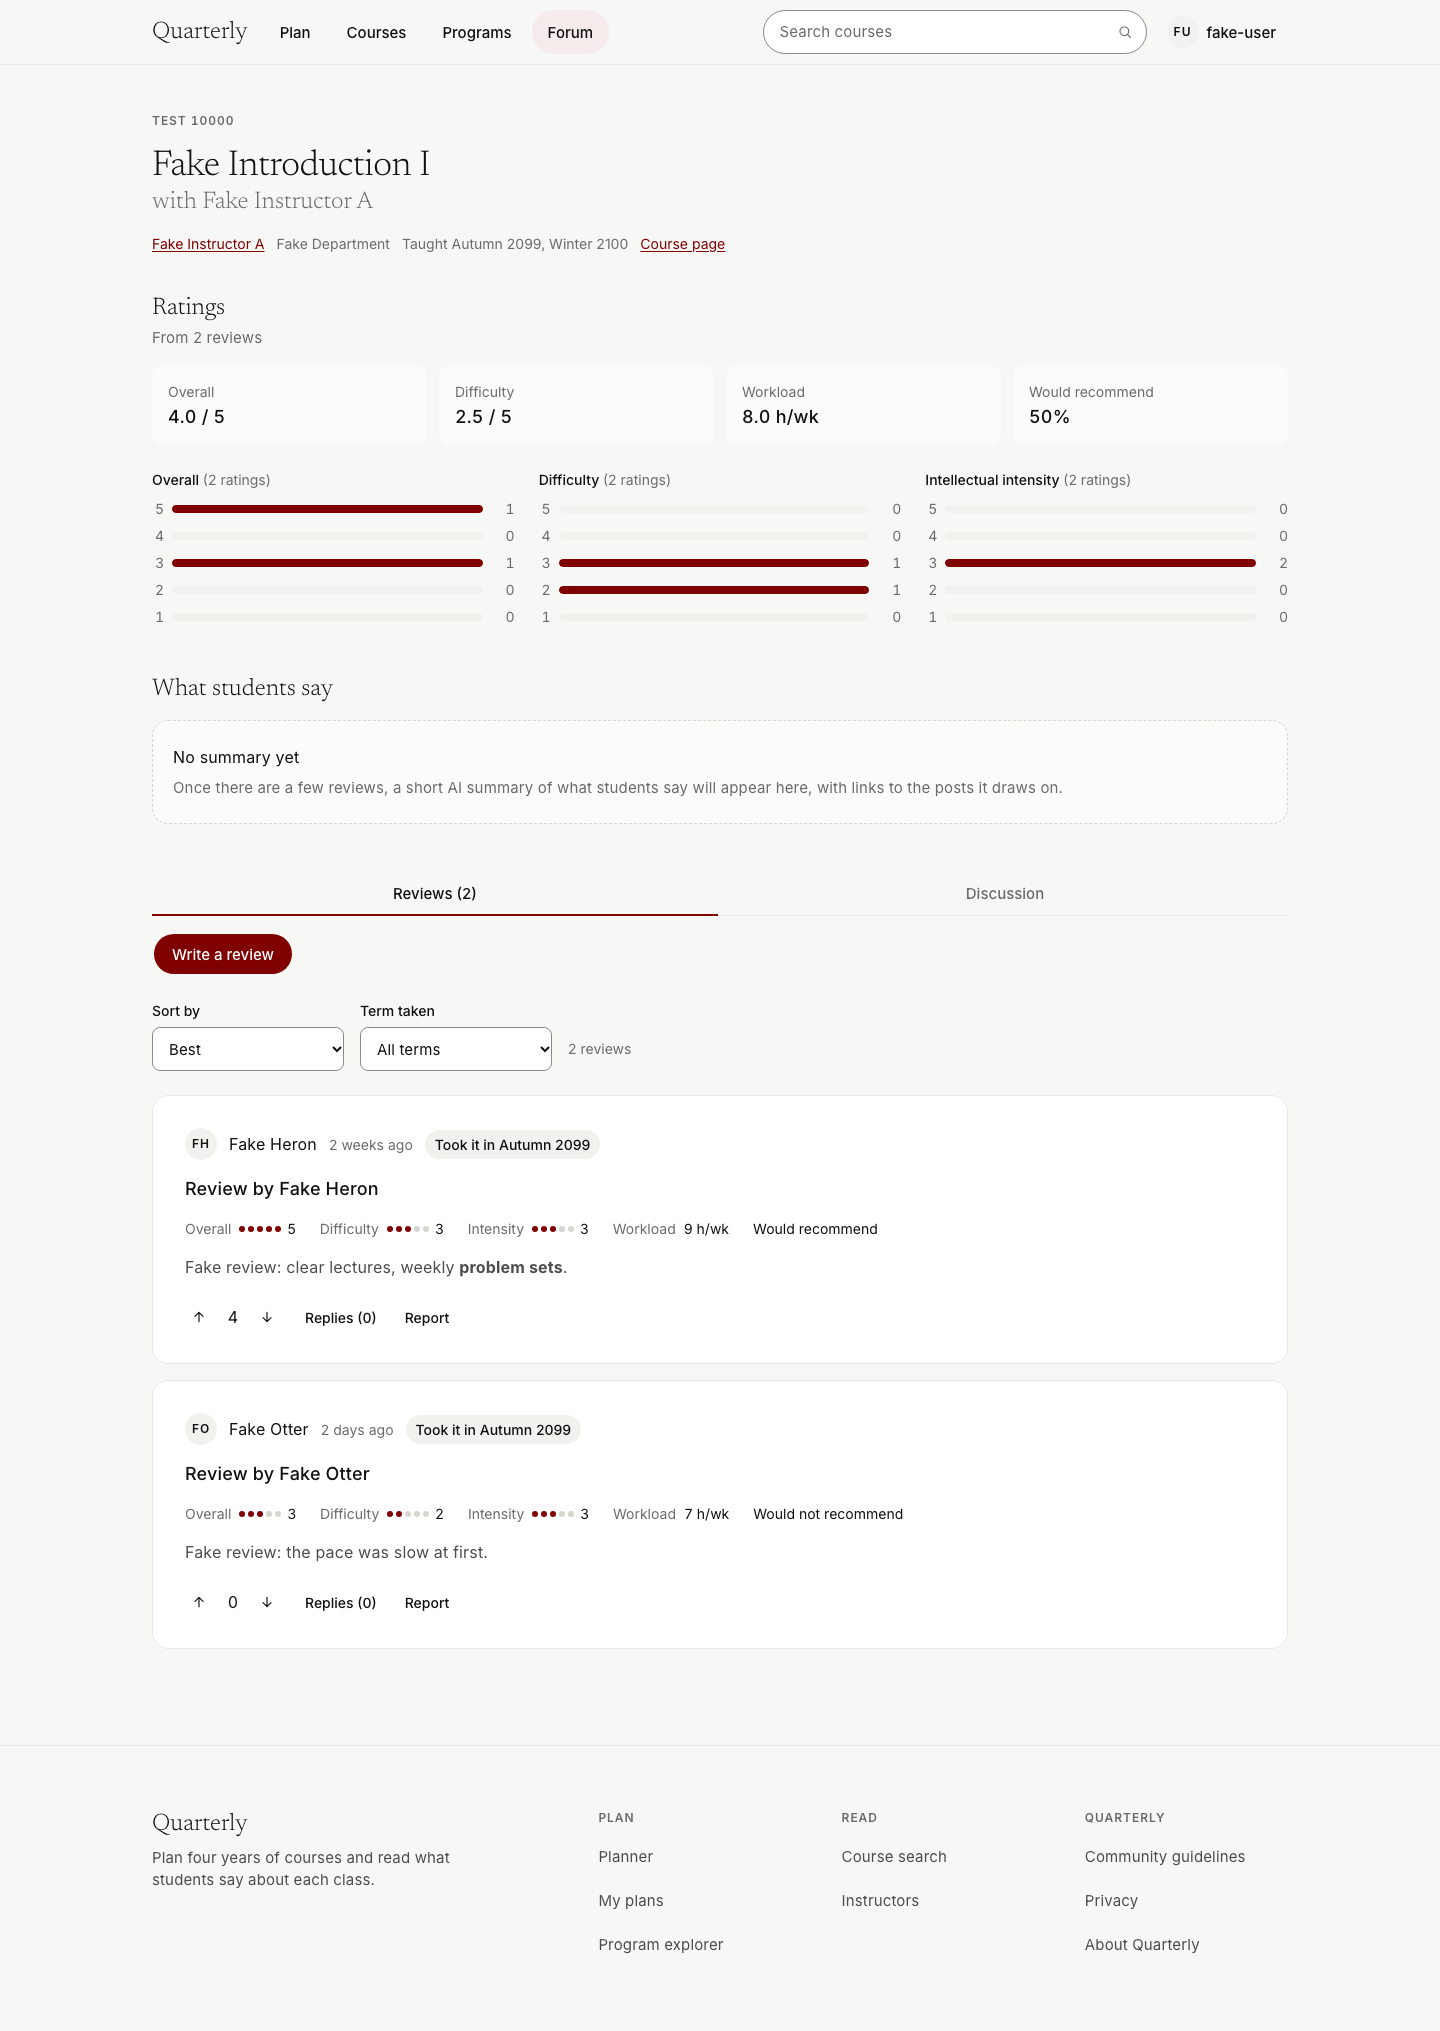 Quarterly Plan Courses Programs Forum Search courses FU fake-user
TEST 10000
Fake Introduction I
with Fake Instructor A
Fake Instructor A Fake Department Taught Autumn 2099, Winter 2100 Course page
Ratings
From 2 reviews
Overall
4.0 / 5
Difficulty
2.5 / 5
Workload
8.0 h/wk
Would recommend
50%
Overall (2 ratings)
5 1
4 0
3 1
2 0
1 0
Difficulty (2 ratings)
5 0
4 0
3 1
2 1
1 0
Intellectual intensity (2 ratings)
5 0
4 0
3 2
2 0
1 0
What students say
No summary yet
Once there are a few reviews, a short AI summary of what students say will appear here, with links to the posts it draws on.
Reviews (2) Discussion
Write a review
Sort by
Best
Term taken
All terms
2 reviews
FH Fake Heron 2 weeks ago Took it in Autumn 2099
Review by Fake Heron
Overall 5 Difficulty 3 Intensity 3 Workload 9 h/wk Would recommend
Fake review: clear lectures, weekly problem sets.
4 Replies (0) Report
FO Fake Otter 2 days ago Took it in Autumn 2099
Review by Fake Otter
Overall 3 Difficulty 2 Intensity 3 Workload 7 h/wk Would not recommend
Fake review: the pace was slow at first.
0 Replies (0) Report
Quarterly
Plan four years of courses and read what
students say about each class.
PLAN
Planner
My plans
Program explorer
READ
Course search
Instructors
QUARTERLY
Community guidelines
Privacy
About Quarterly